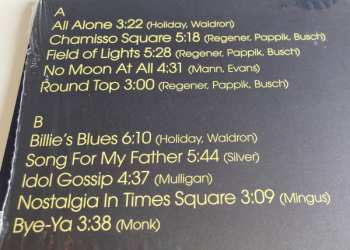 A
All Alone 3:22 (Holiday, Waldron)
Chamisso Square 5:18 (Regener, Pappik, Busch)
Field of Lights 5:28 (Regener, Pappik, Busch)
No Moon At All 4:31 (Mann, Evans)
Round Top 3:00 (Regener, Pappik, Busch)
B
Billie's Blues 6:10 (Holiday, Waldron)
Song For My Father 5:44 (Silver)
Idol Gossip 4:37 (Mulligan)
Nostalgia In Times Square 3:09 (Mingus)
Bye-Ya 3:38 (Monk)